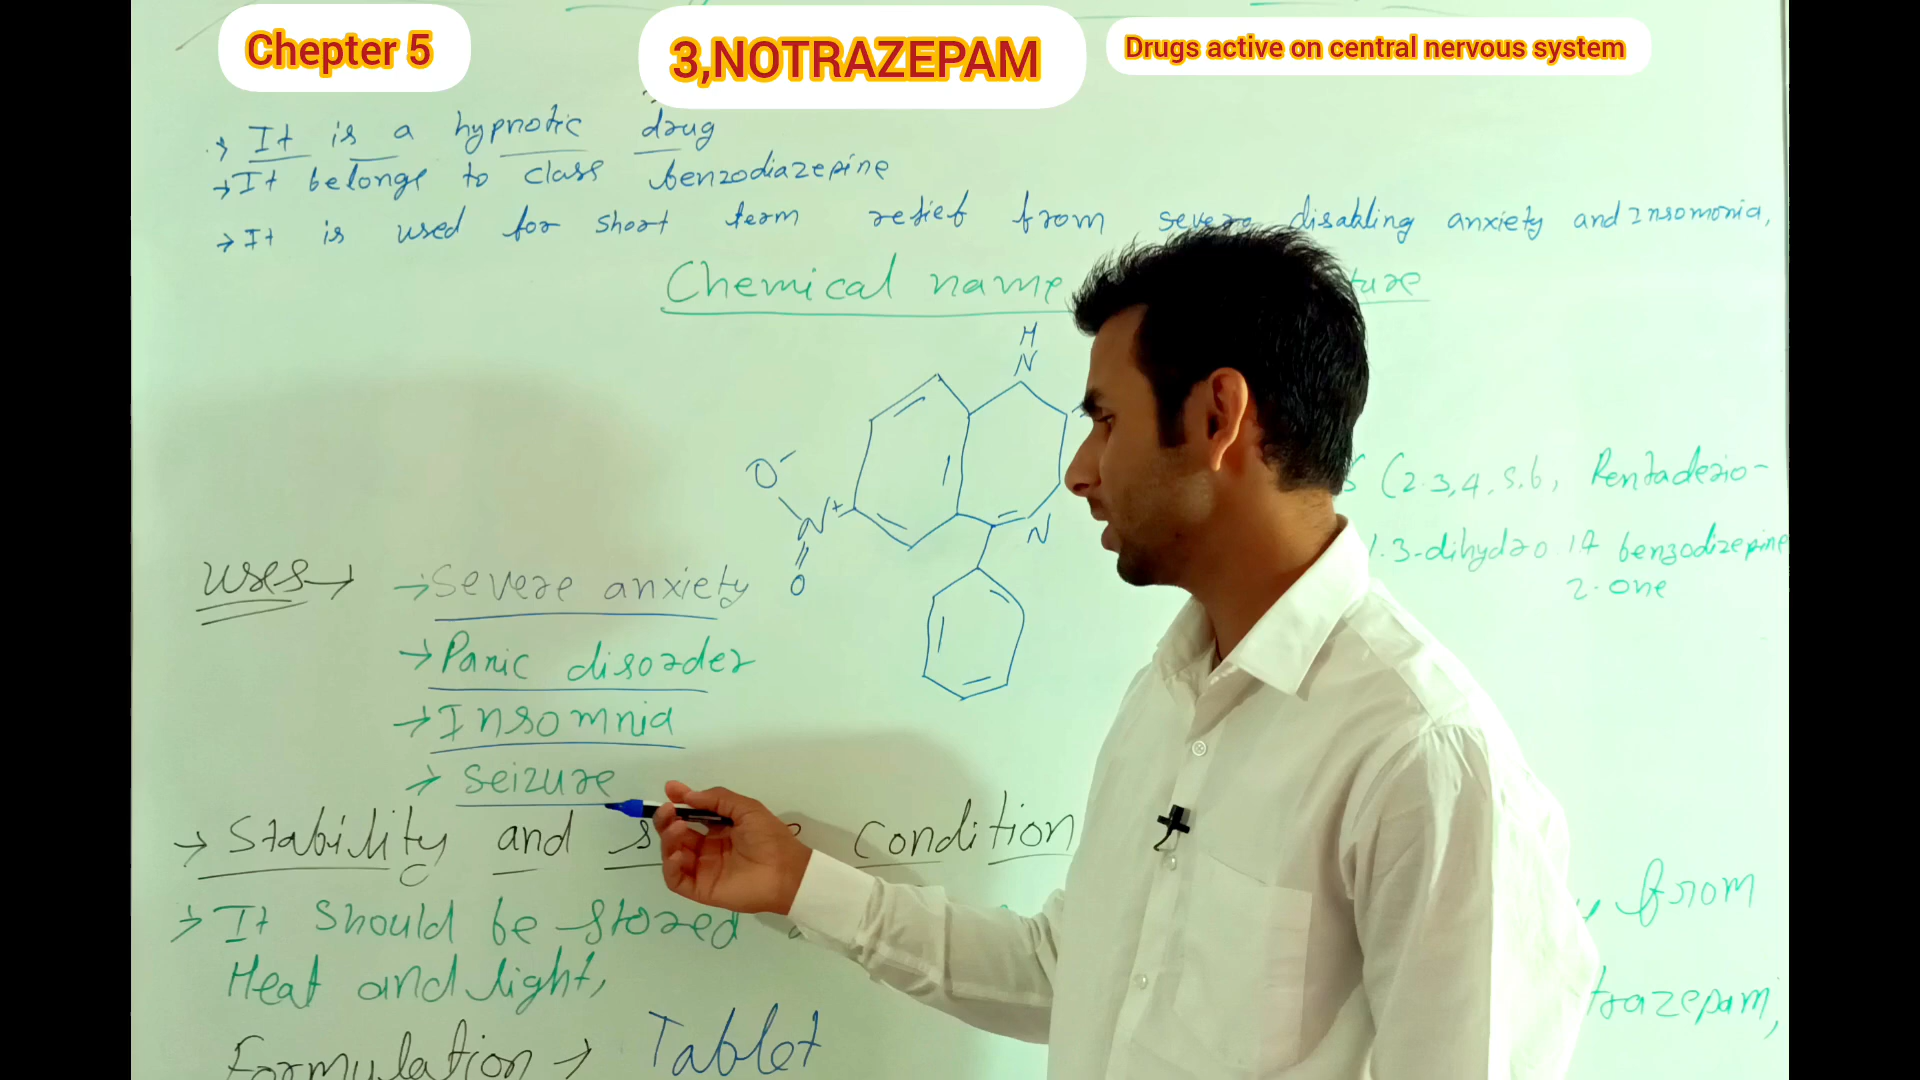 Chepter 5
3,NOTRAZEPAM
Drugs active on central nervous system
→ It is a hypnotic drug
→ It belongs to class benzodiazepine
→ It is used for short term relief from severe disabling anxiety and Insomonia,
Chemical name
H
N
O-
N+
O
N
(2.3,4,5.6,
1.3-dihydro 14 benzodizepine
2-one
Uses → → Severe anxiety
→ Panic disorder
→ Insomnia
→ seizure
→ Stability and condition
→ It should be stored from
Heat and light, trazepam,
Formulation → Tablet